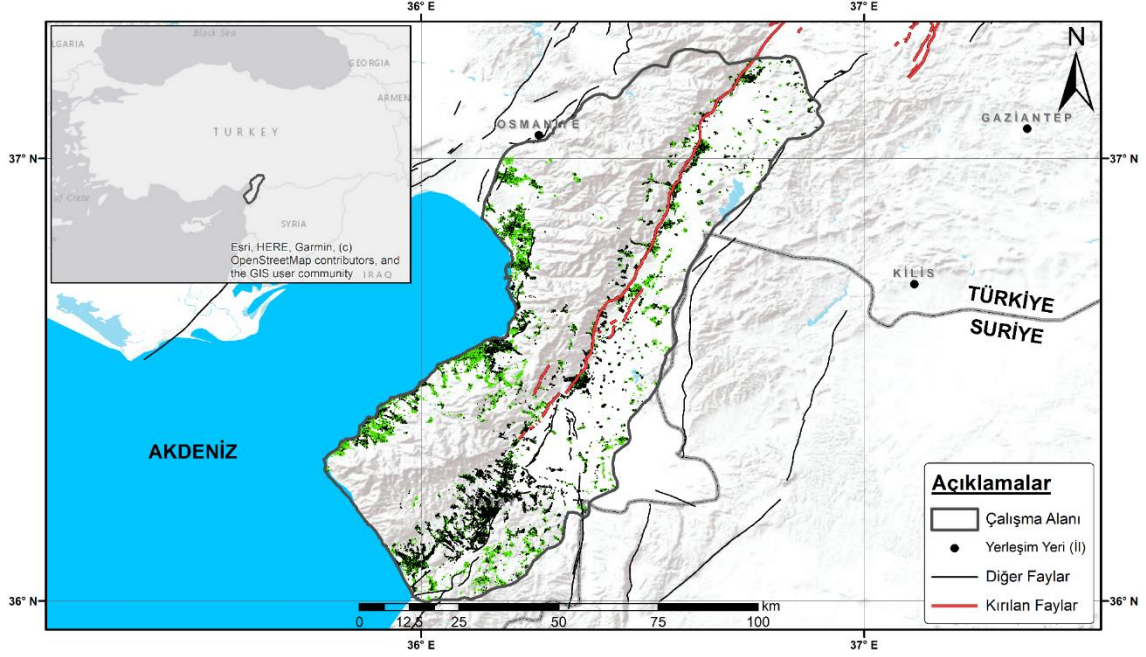 36° E
37° E
Black Sea
LGARIA
GEORGIA
ARMEN
TURKEY
of Crete
SYRIA
IRAQ
Esri, HERE, Garmin, (c)
OpenStreetMap contributors, and
the GIS user community
N
OSMANİYE
GAZİANTEP
37° N
37° N
KİLİS
TÜRKİYE
SURİYE
AKDENİZ
Açıklamalar
Çalışma Alanı
Yerleşim Yeri (İl)
Diğer Faylar
Kırılan Faylar
36° N
36° N
km
0 12,5 25 50 75 100
36° E
37° E